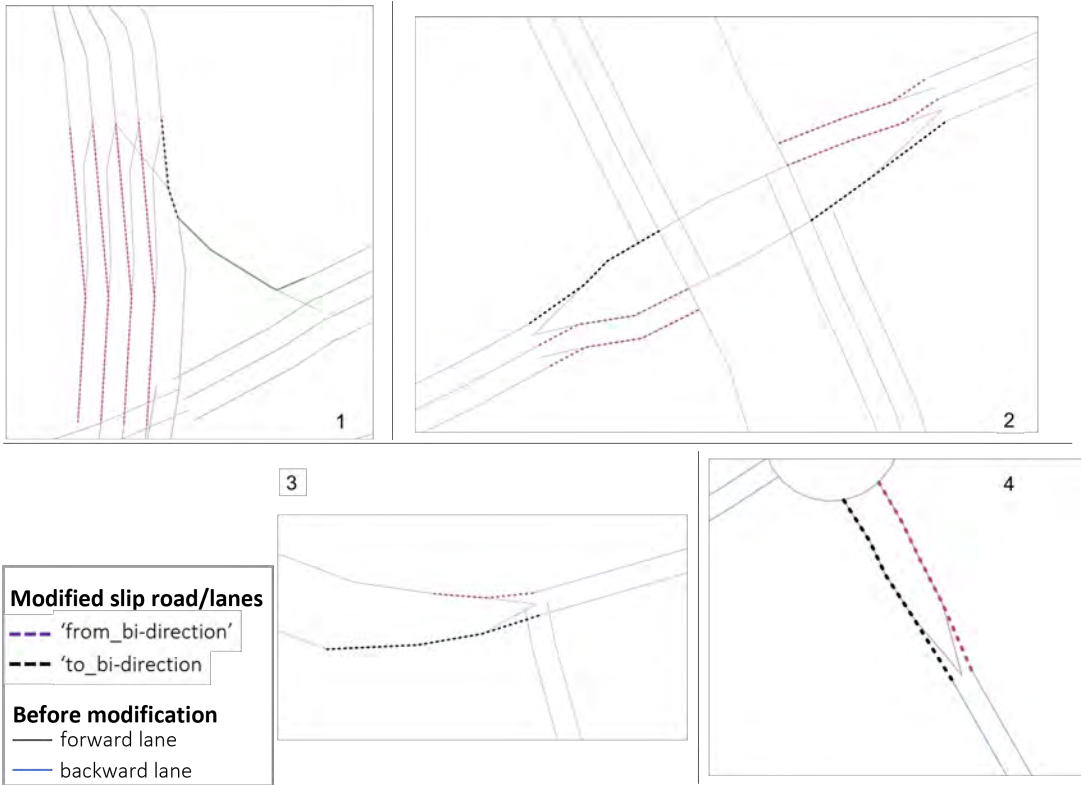 1
2
3
4
Modified slip road/lanes
‘from_bi-direction’
‘to_bi-direction
Before modification
forward lane
backward lane